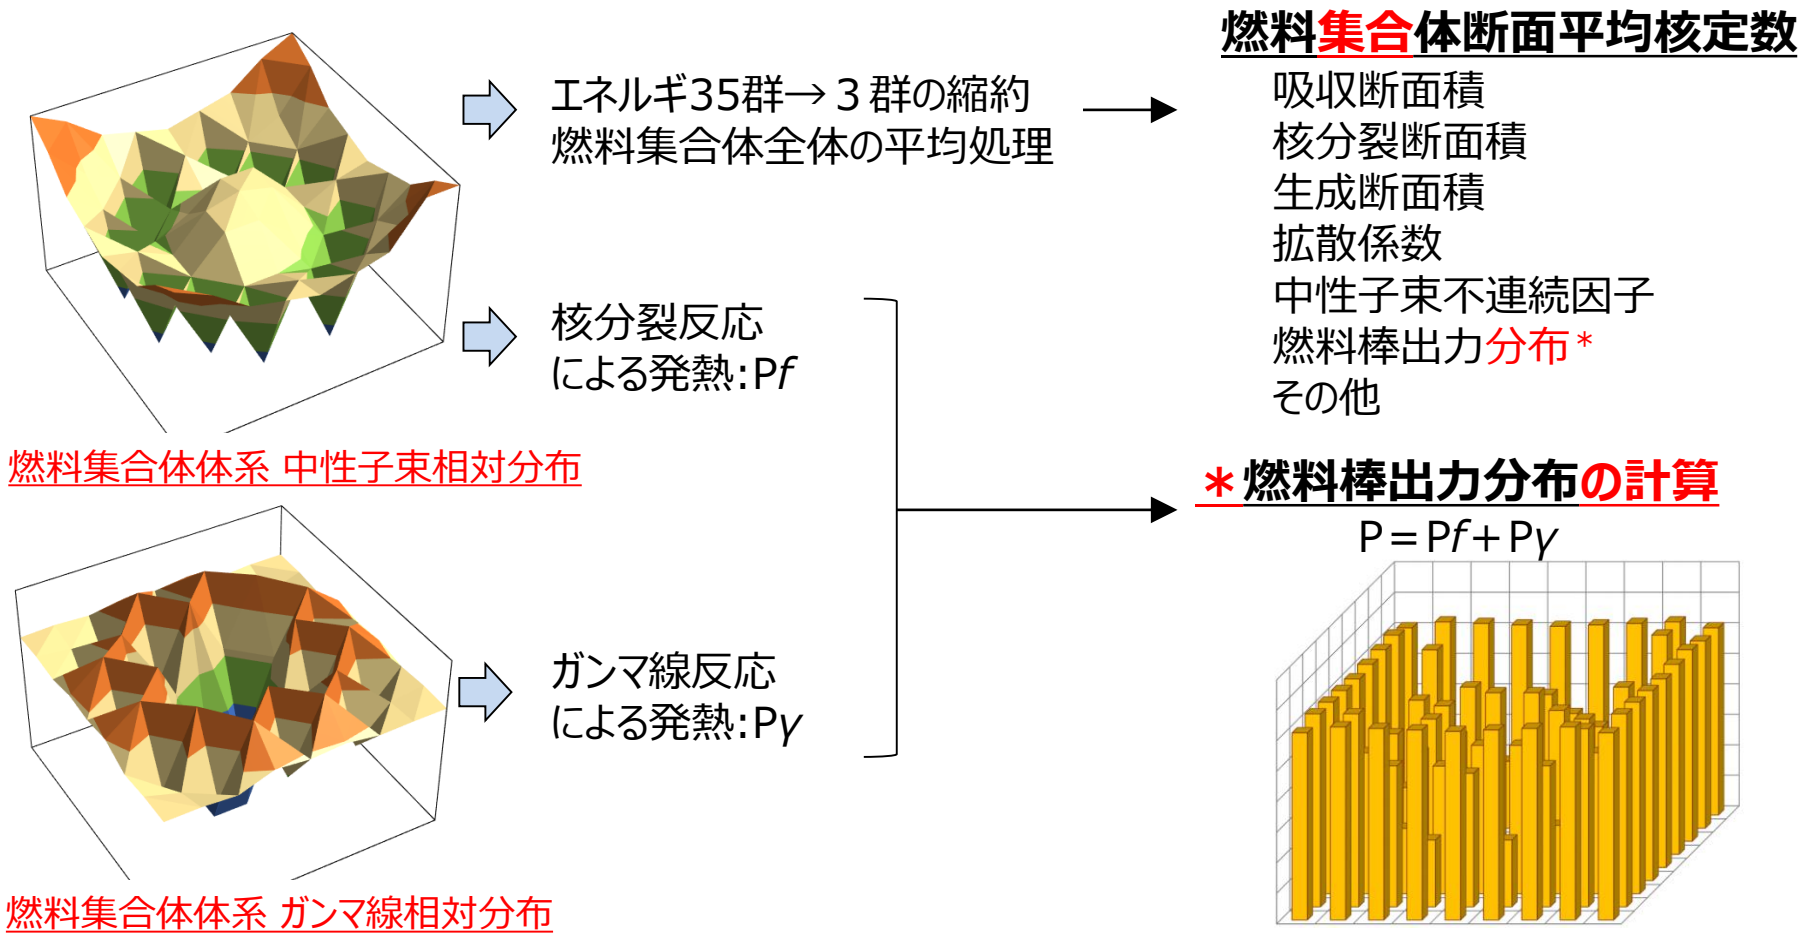 エネルギ35群→３群の縮約
燃料集合体全体の平均処理
核分裂反応
による発熱:Pf
燃料集合体体系 中性子束相対分布
ガンマ線反応
による発熱:Pγ
燃料集合体体系 ガンマ線相対分布
燃料集合体断面平均核定数
吸収断面積
核分裂断面積
生成断面積
拡散係数
中性子束不連続因子
燃料棒出力分布*
その他
＊燃料棒出力分布の計算
P＝Pf＋Pγ